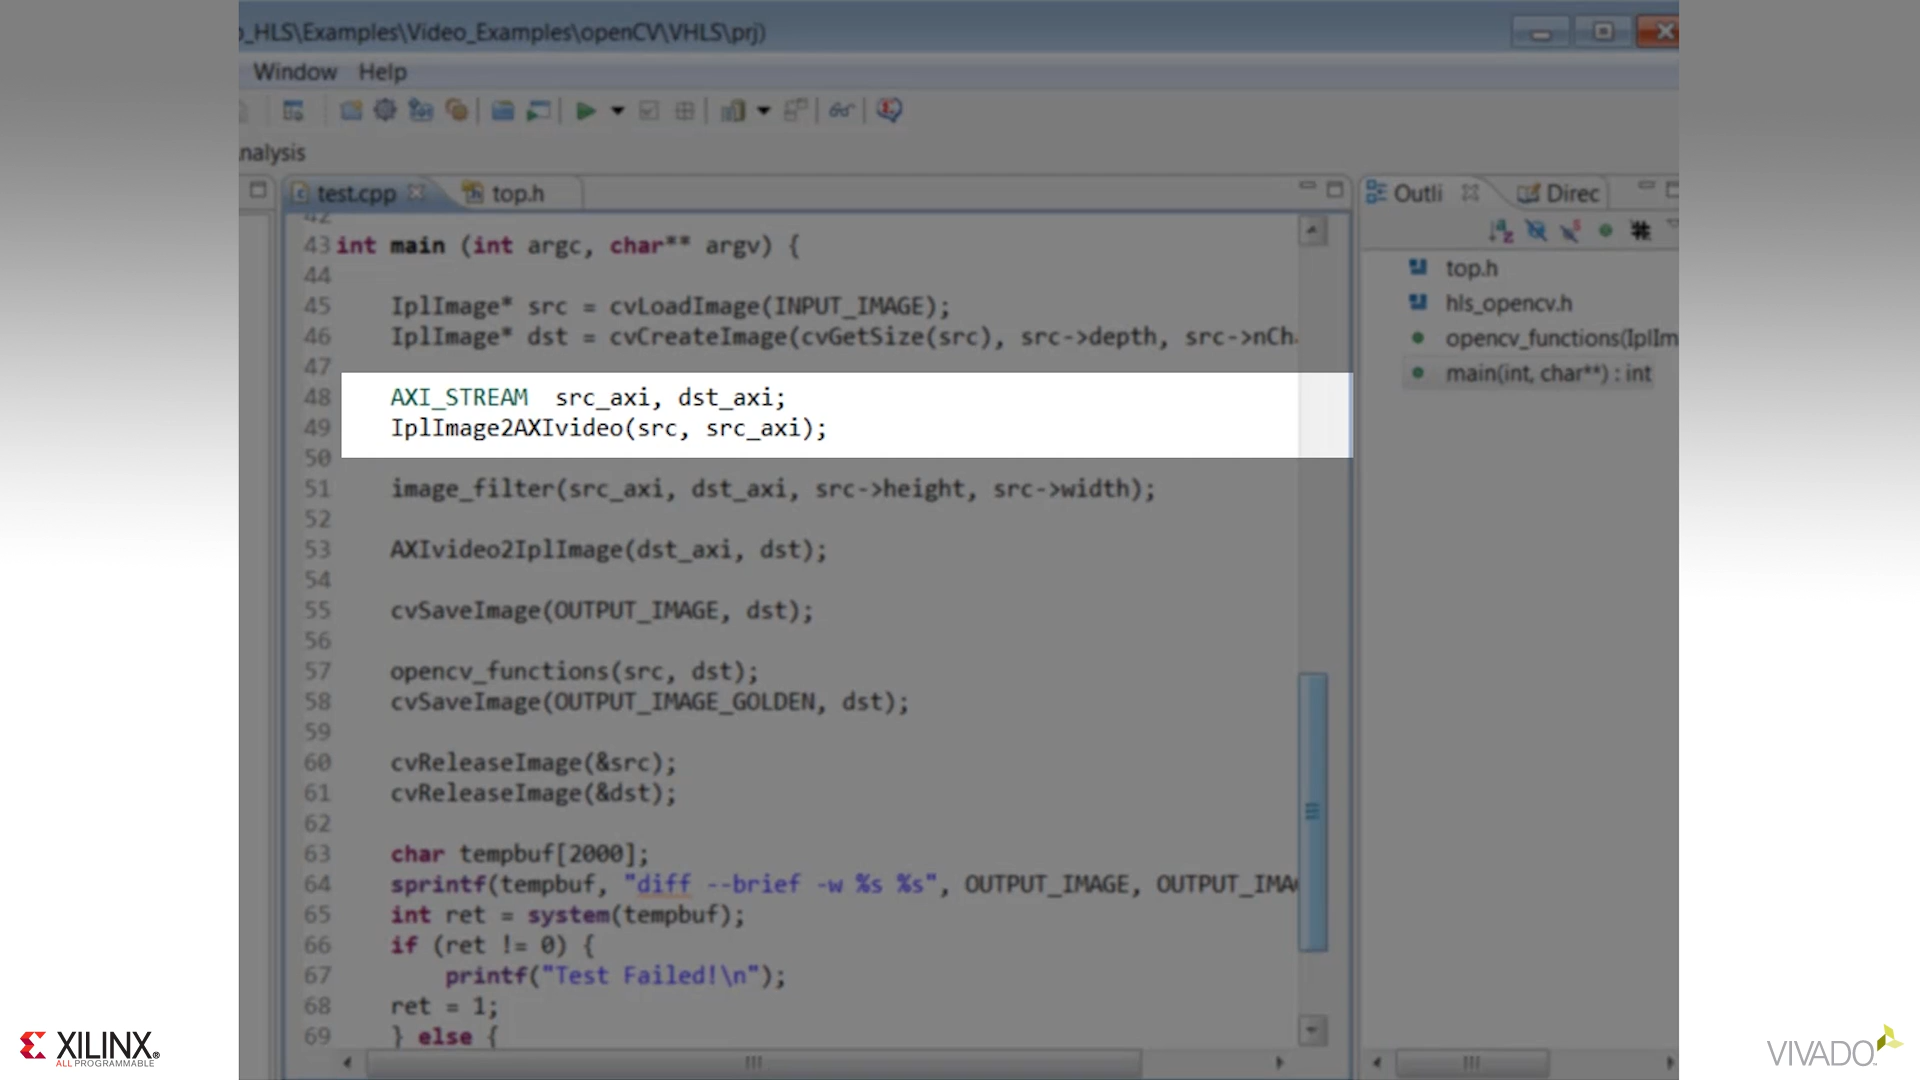 _HLS\Examples\Video_Examples\openCV\VHLS\prj)
Window Help
nalysis
test.cpp top.h
Outli Direc
42
43 int main (int argc, char** argv) {
44
45 IplImage* src = cvLoadImage(INPUT_IMAGE);
46 IplImage* dst = cvCreateImage(cvGetSize(src), src->depth, src->nCh
47
48 AXI_STREAM src_axi, dst_axi;
49 IplImage2AXIvideo(src, src_axi);
50
51 image_filter(src_axi, dst_axi, src->height, src->width);
52
53 AXIvideo2IplImage(dst_axi, dst);
54
55 cvSaveImage(OUTPUT_IMAGE, dst);
56
57 opencv_functions(src, dst);
58 cvSaveImage(OUTPUT_IMAGE_GOLDEN, dst);
59
60 cvReleaseImage(&src);
61 cvReleaseImage(&dst);
62
63 char tempbuf[2000];
64 sprintf(tempbuf, "diff --brief -w %s %s", OUTPUT_IMAGE, OUTPUT_IMA
65 int ret = system(tempbuf);
66 if (ret != 0) {
67 printf("Test Failed!\n");
68 ret = 1;
69 } else {
top.h
hls_opencv.h
opencv_functions(IplIm
main(int, char**) : int
XILINX®
ALL PROGRAMMABLE
VIVADO™